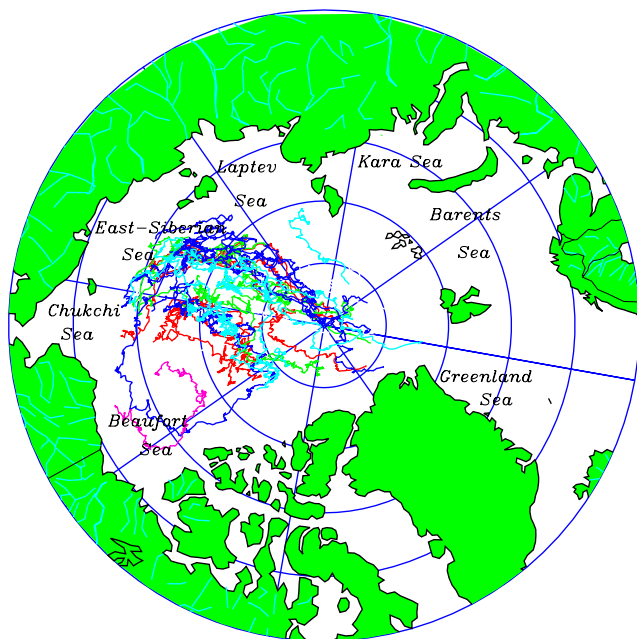 Laptev
Sea
Kara Sea
Barents
Sea
East-Siberian
Sea
Chukchi
Sea
Greenland
Sea
Beaufort
Sea